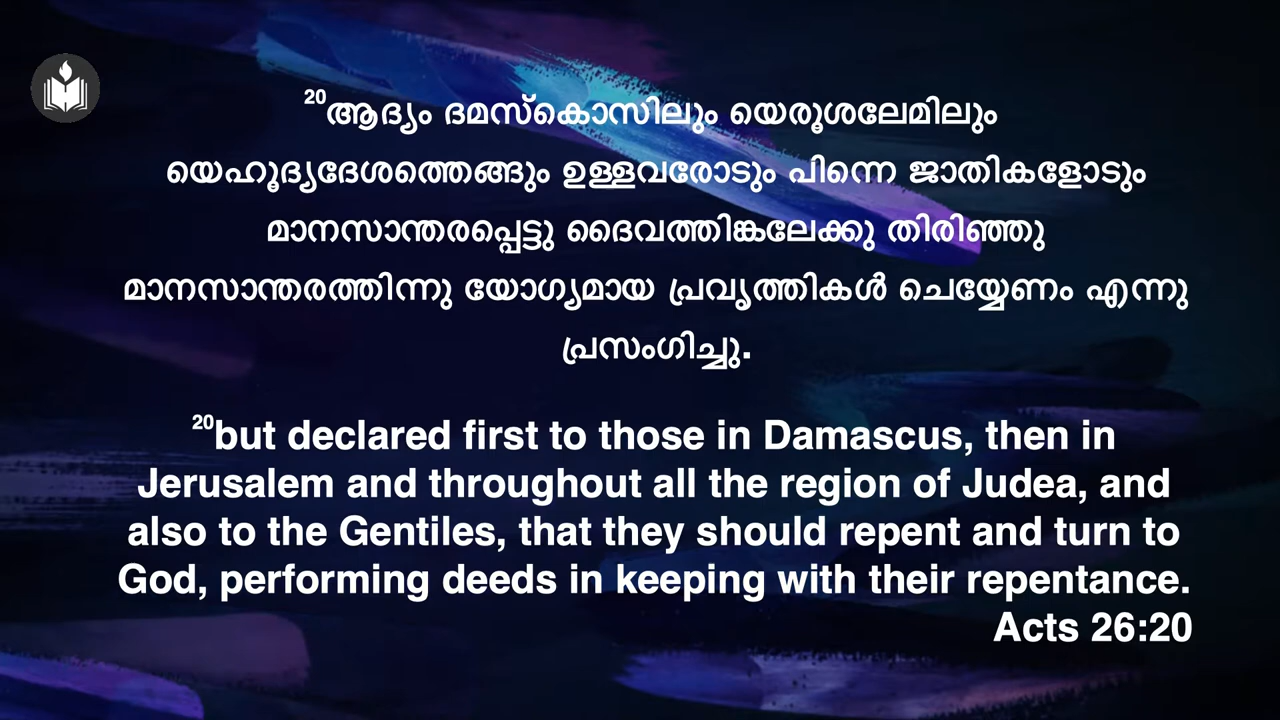 20ആദ്യം ദമസ്കൊസിലും യെരൂശലേമിലും
യെഹൂദ്യദേശത്തെങ്ങും ഉള്ളവരോടും പിന്നെ ജാതികളോടും
മാനസാന്തരപ്പെട്ടു ദൈവത്തിങ്കലേക്കു തിരിഞ്ഞു
മാനസാന്തരത്തിന്നു യോഗ്യമായ പ്രവൃത്തികൾ ചെയ്യേണം എന്നു
പ്രസംഗിച്ചു.
20but declared first to those in Damascus, then in
Jerusalem and throughout all the region of Judea, and
also to the Gentiles, that they should repent and turn to
God, performing deeds in keeping with their repentance.
Acts 26:20